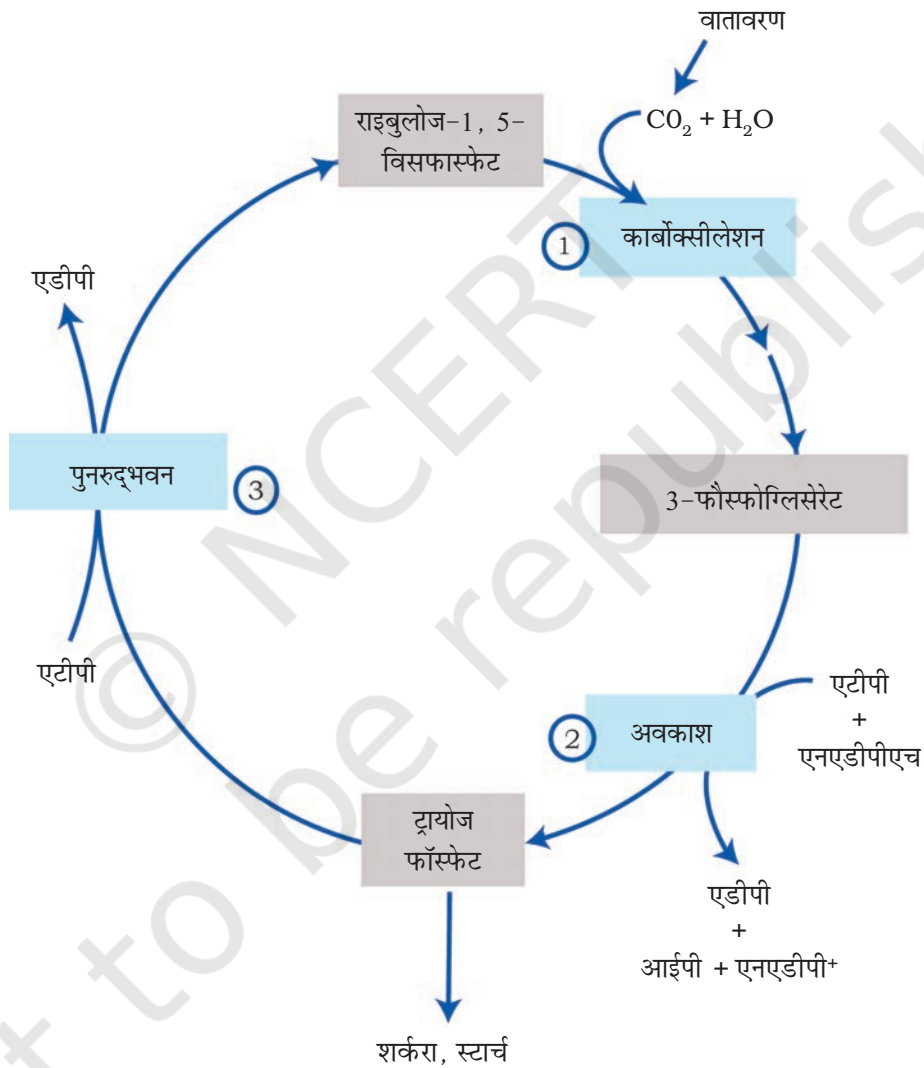 वातावरण
राइबुलोज-1, 5-
विसफास्फेट
C0₂ + H₂O
1
कार्बोक्सीलेशन
एडीपी
पुनरुद्भवन
3
3-फौस्फोग्लिसेरेट
एटीपी
2
अवकाश
एटीपी
+
एनएडीपीएच
ट्रायोज
फॉस्फेट
एडीपी
+
आईपी + एनएडीपी⁺
शर्करा, स्टार्च
© NCERT
not to be republish